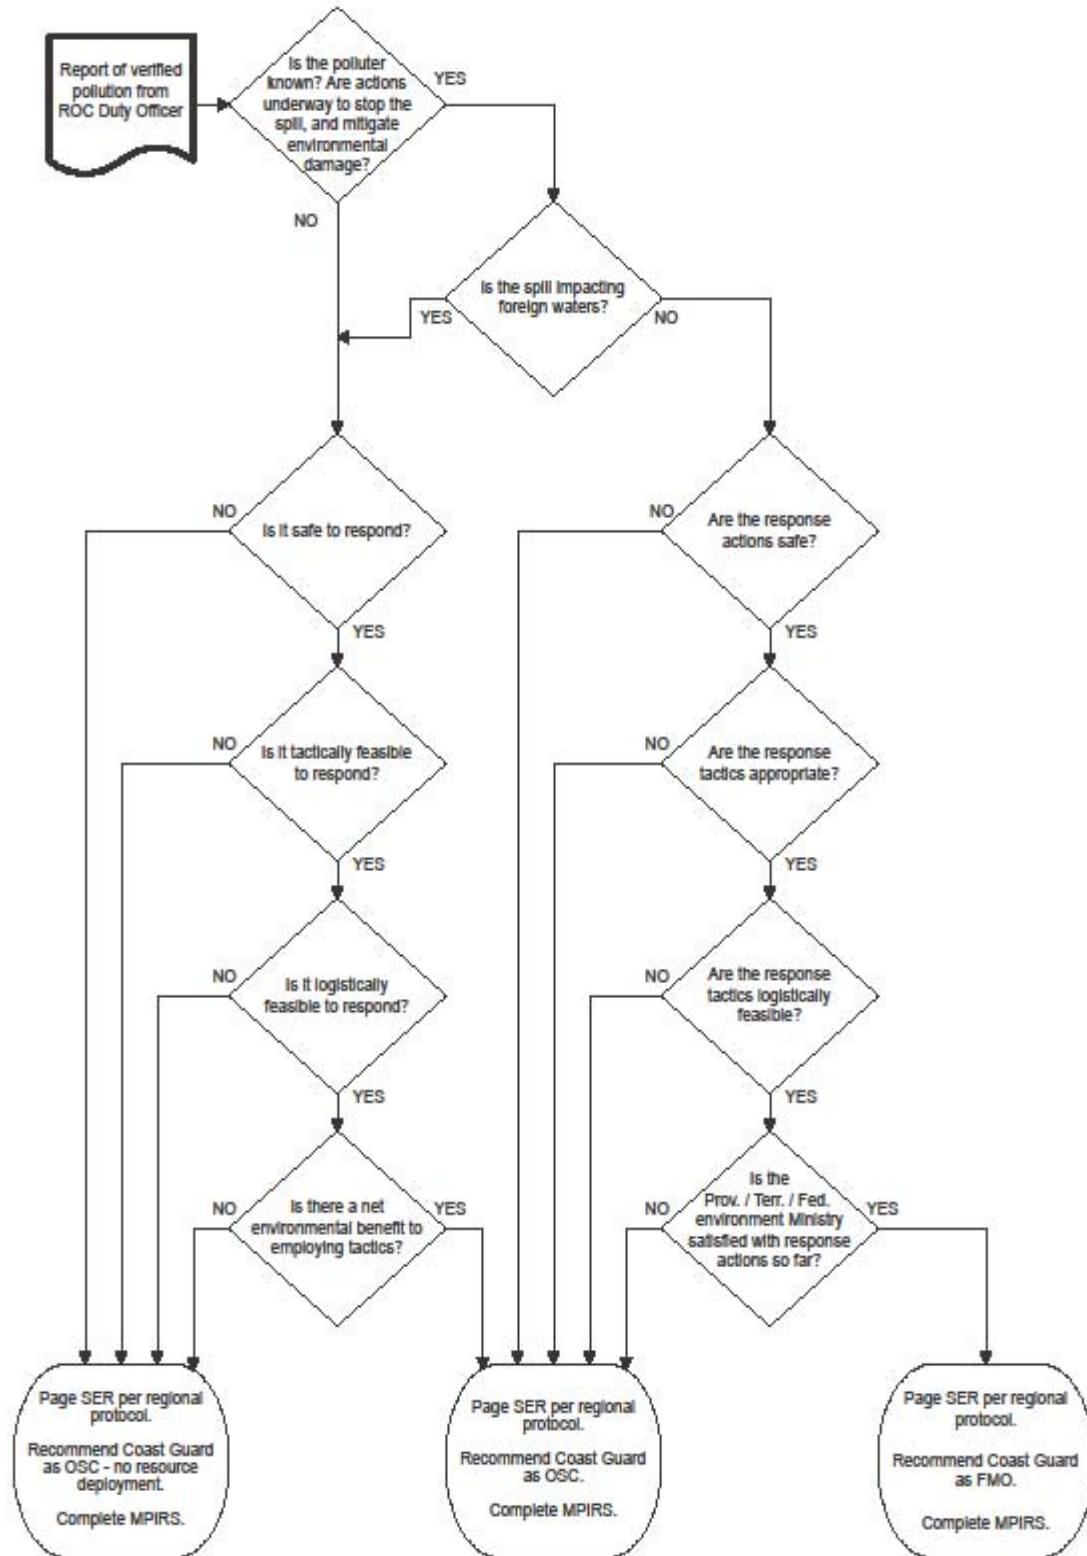 Report of verified
pollution from
ROC Duty Officer
Is the polluter
known? Are actions
underway to stop the
spill, and mitigate
environmental
damage?
YES
NO
Is the spill impacting
foreign waters?
YES
NO
NO
Is it safe to respond?
YES
NO
Are the response
actions safe?
YES
NO
Is it tactically feasible
to respond?
YES
NO
Are the response
tactics appropriate?
YES
NO
Is it logistically
feasible to respond?
YES
NO
Are the response
tactics logistically
feasible?
YES
NO
Is there a net
environmental benefit to
employing tactics?
YES
NO
Is the
Prov. / Terr. / Fed.
environment Ministry
satisfied with response
actions so far?
YES
Page SER per regional
protocol.
Recommend Coast Guard
as OSC - no resource
deployment.
Complete MPIRS.
Page SER per regional
protocol.
Recommend Coast Guard
as OSC.
Complete MPIRS.
Page SER per regional
protocol.
Recommend Coast Guard
as FMO.
Complete MPIRS.